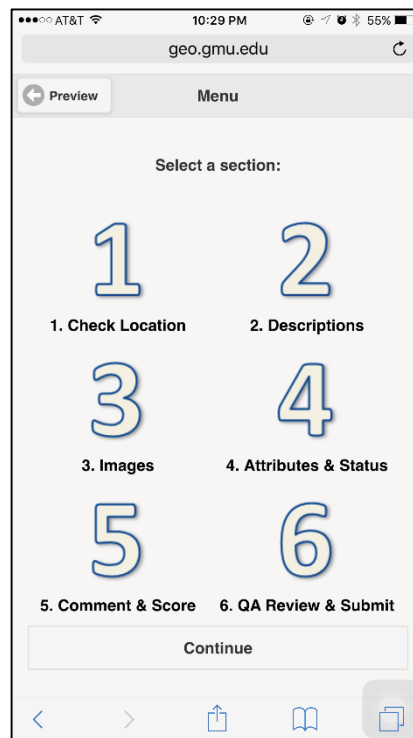 AT&T 10:29 PM 55%
geo.gmu.edu
Preview Menu
Select a section:
1 2
1. Check Location 2. Descriptions
3 4
3. Images 4. Attributes & Status
5 6
5. Comment & Score 6. QA Review & Submit
Continue